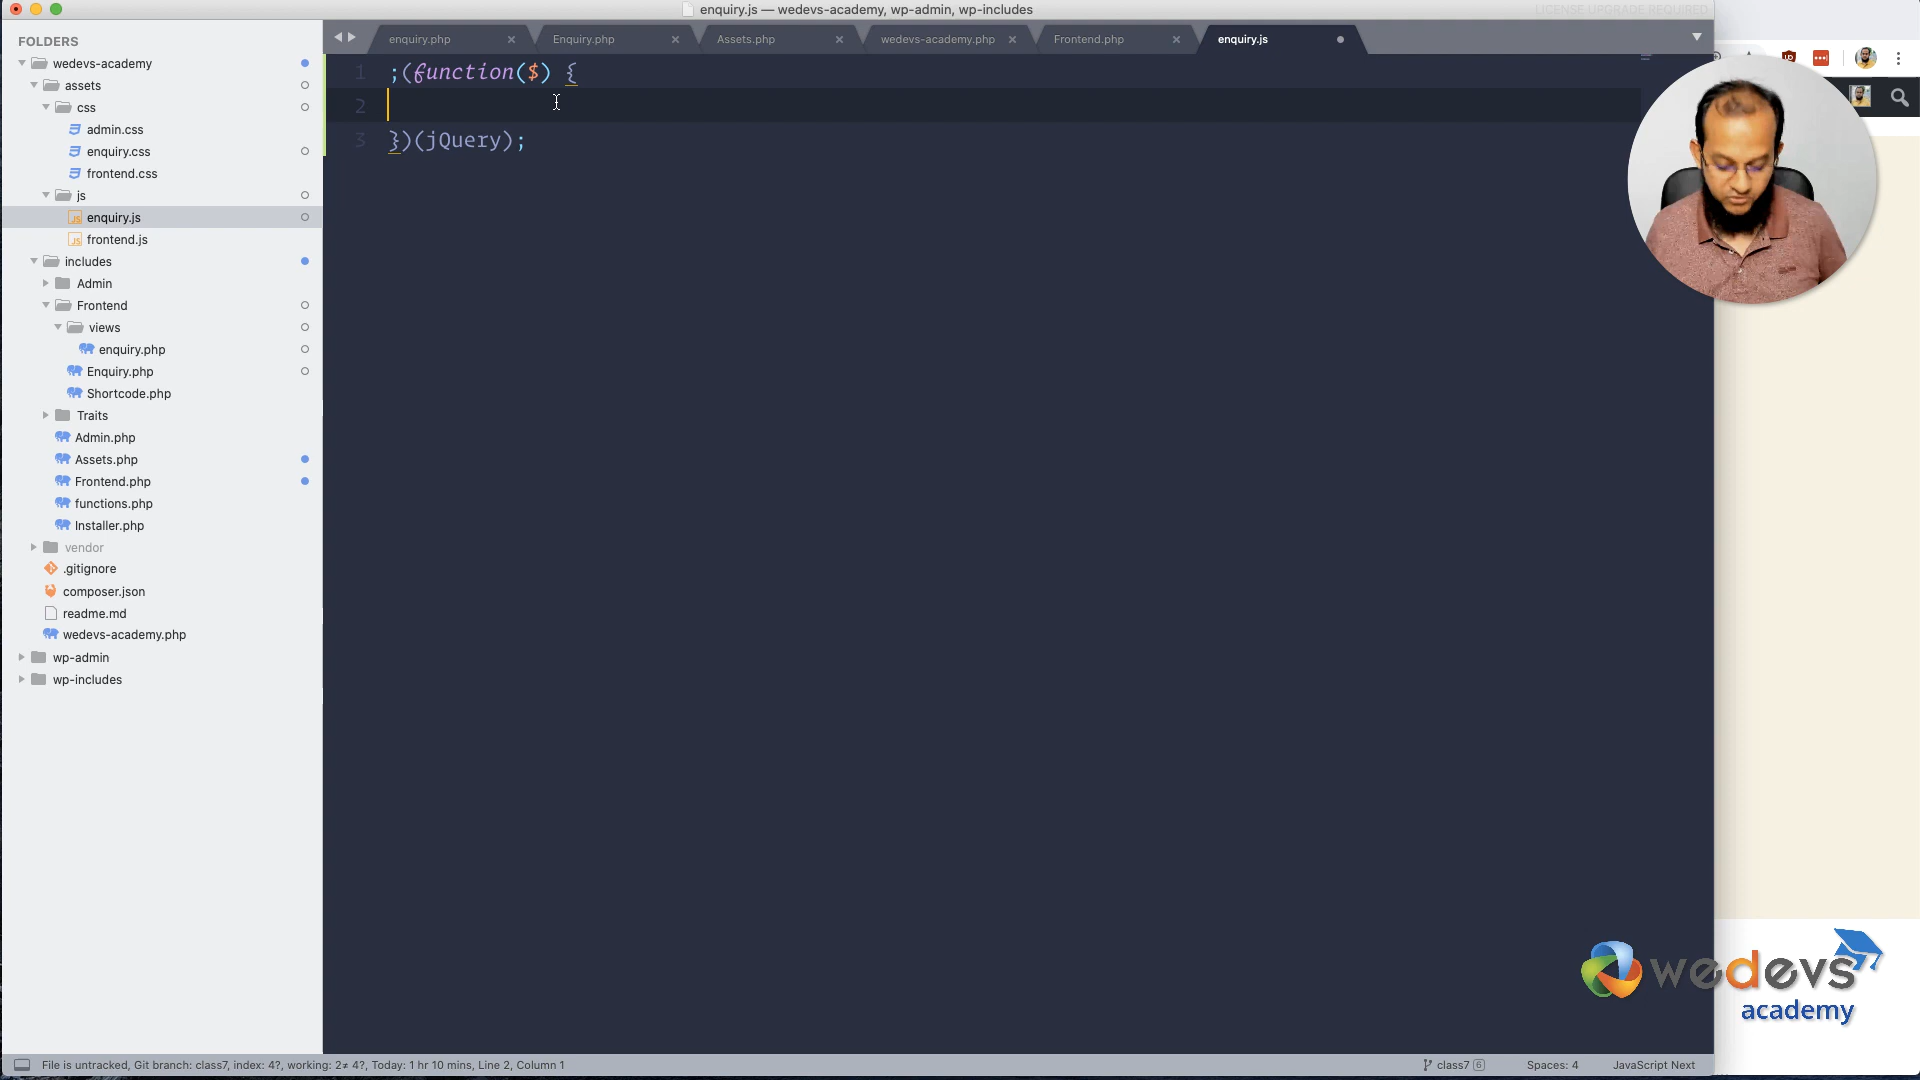 enquiry.js — wedevs-academy, wp-admin, wp-includes
LICENSE UPGRADE REQUIRED
FOLDERS
wedevs-academy
assets
css
admin.css
enquiry.css
frontend.css
js
enquiry.js
frontend.js
includes
Admin
Frontend
views
enquiry.php
Enquiry.php
Shortcode.php
Traits
Admin.php
Assets.php
Frontend.php
functions.php
Installer.php
vendor
.gitignore
composer.json
readme.md
wedevs-academy.php
wp-admin
wp-includes
enquiry.php
Enquiry.php
Assets.php
wedevs-academy.php
Frontend.php
enquiry.js
1 ;(function($) {
2
3 })(jQuery);
wedevs
academy
File is untracked, Git branch: class7, index: 4?, working: 2≠ 4?, Today: 1 hr 10 mins, Line 2, Column 1
class7 6
Spaces: 4
JavaScript Next